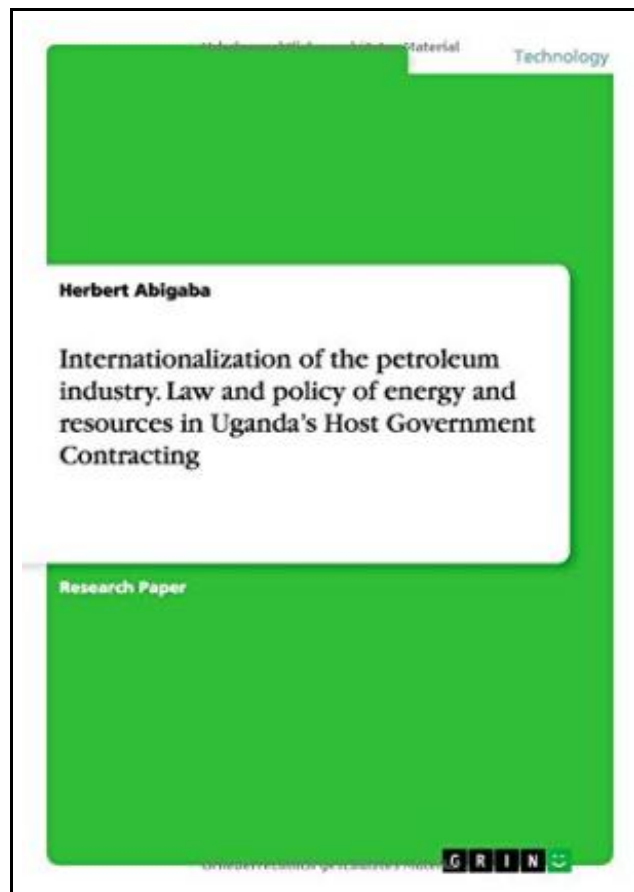 Material
Technology
Herbert Abigaba
Internationalization of the petroleum
industry. Law and policy of energy and
resources in Uganda's Host Government
Contracting
Research Paper
GRIN